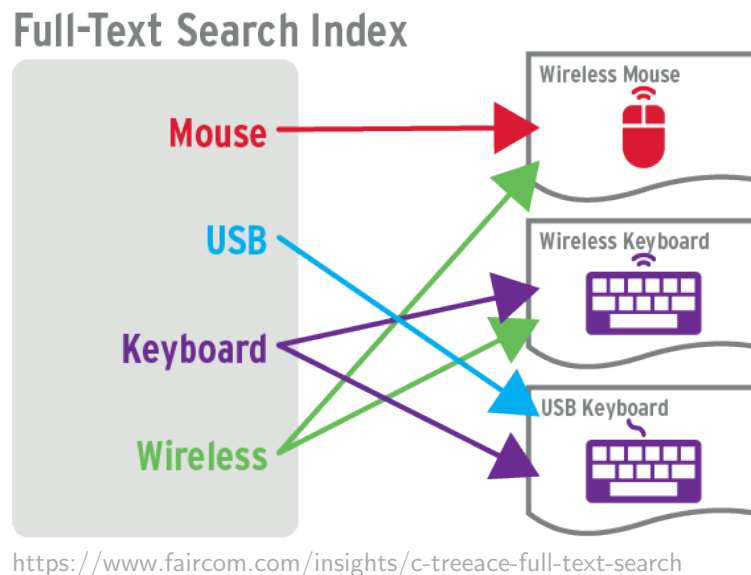 Full-Text Search Index
Mouse
USB
Keyboard
Wireless
Wireless Mouse
Wireless Keyboard
USB Keyboard
https://www.faircom.com/insights/c-treeace-full-text-search